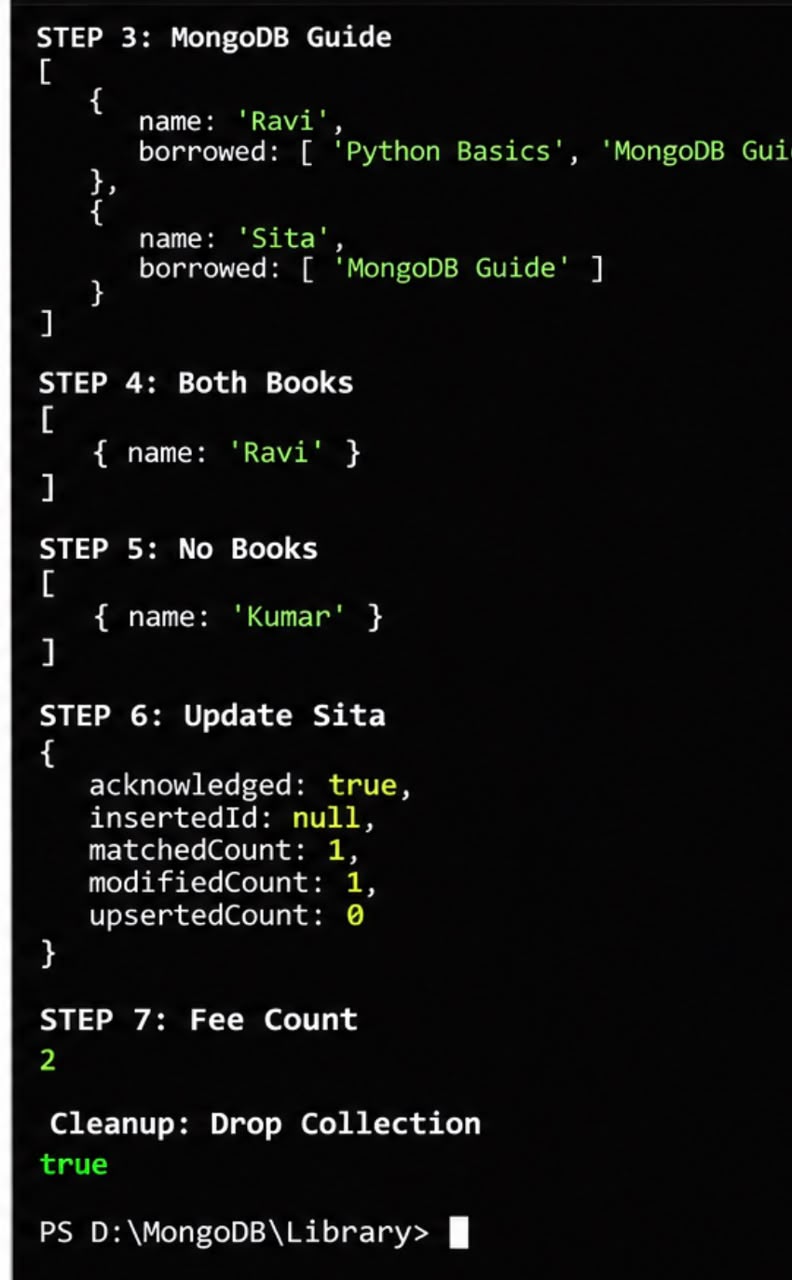 STEP 3: MongoDB Guide
[
{
name: 'Ravi',
borrowed: [ 'Python Basics', 'MongoDB Gui
},
{
name: 'Sita',
borrowed: [ 'MongoDB Guide' ]
}
]
STEP 4: Both Books
[
{ name: 'Ravi' }
]
STEP 5: No Books
[
{ name: 'Kumar' }
]
STEP 6: Update Sita
{
acknowledged: true,
insertedId: null,
matchedCount: 1,
modifiedCount: 1,
upsertedCount: 0
}
STEP 7: Fee Count
2
Cleanup: Drop Collection
true
PS D:\MongoDB\Library>